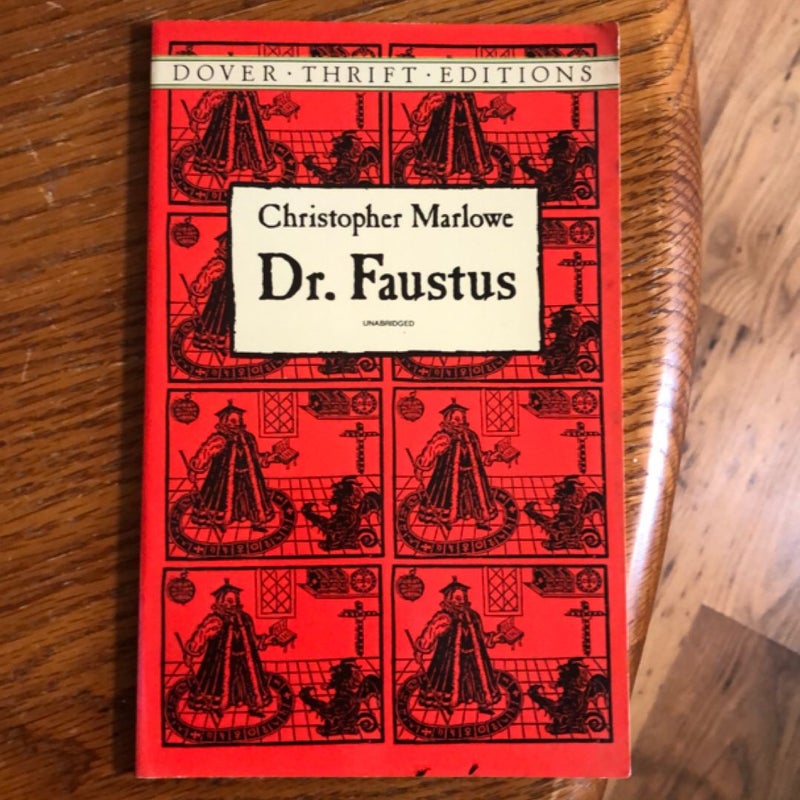 DOVER · THRIFT · EDITIONS
Christopher Marlowe
Dr. Faustus
UNABRIDGED